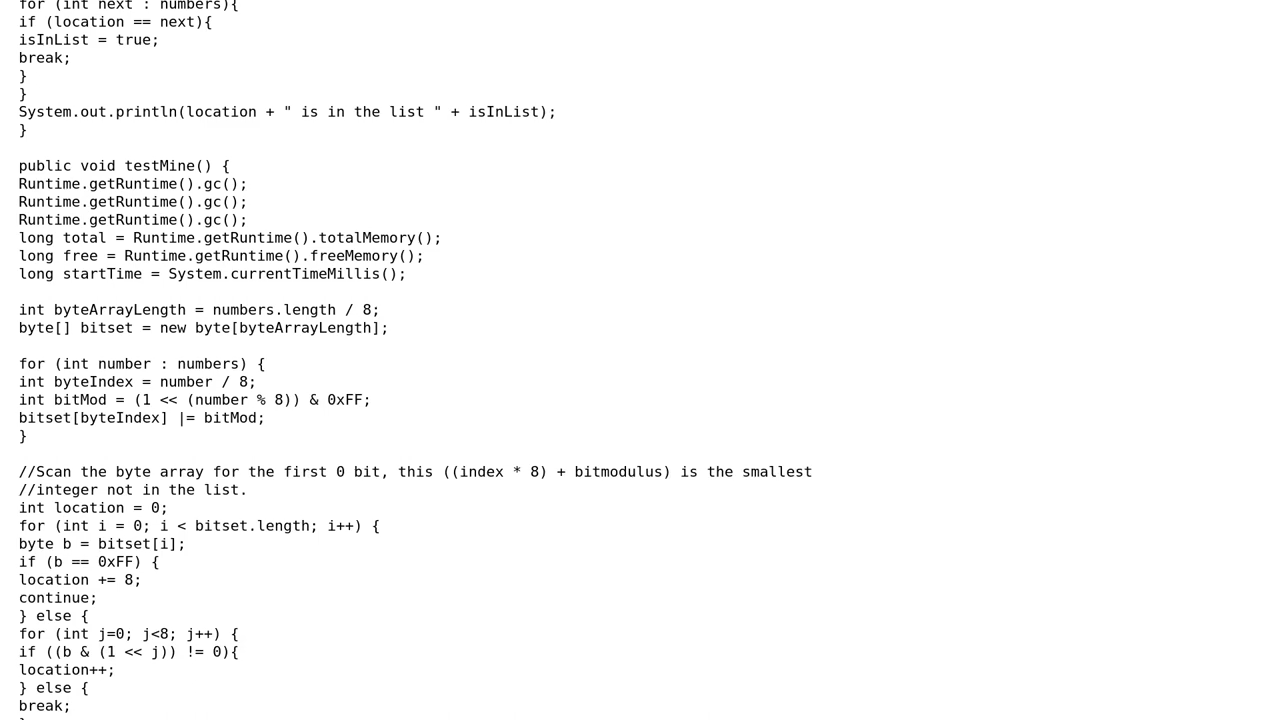 for (int next : numbers){
if (location == next){
isInList = true;
break;
}
}
System.out.println(location + " is in the list " + isInList);
}

public void testMine() {
Runtime.getRuntime().gc();
Runtime.getRuntime().gc();
Runtime.getRuntime().gc();
long total = Runtime.getRuntime().totalMemory();
long free = Runtime.getRuntime().freeMemory();
long startTime = System.currentTimeMillis();

int byteArrayLength = numbers.length / 8;
byte[] bitset = new byte[byteArrayLength];

for (int number : numbers) {
int byteIndex = number / 8;
int bitMod = (1 << (number % 8)) & 0xFF;
bitset[byteIndex] |= bitMod;
}

//Scan the byte array for the first 0 bit, this ((index * 8) + bitmodulus) is the smallest
//integer not in the list.
int location = 0;
for (int i = 0; i < bitset.length; i++) {
byte b = bitset[i];
if (b == 0xFF) {
location += 8;
continue;
} else {
for (int j=0; j<8; j++) {
if ((b & (1 << j)) != 0){
location++;
} else {
break;
}